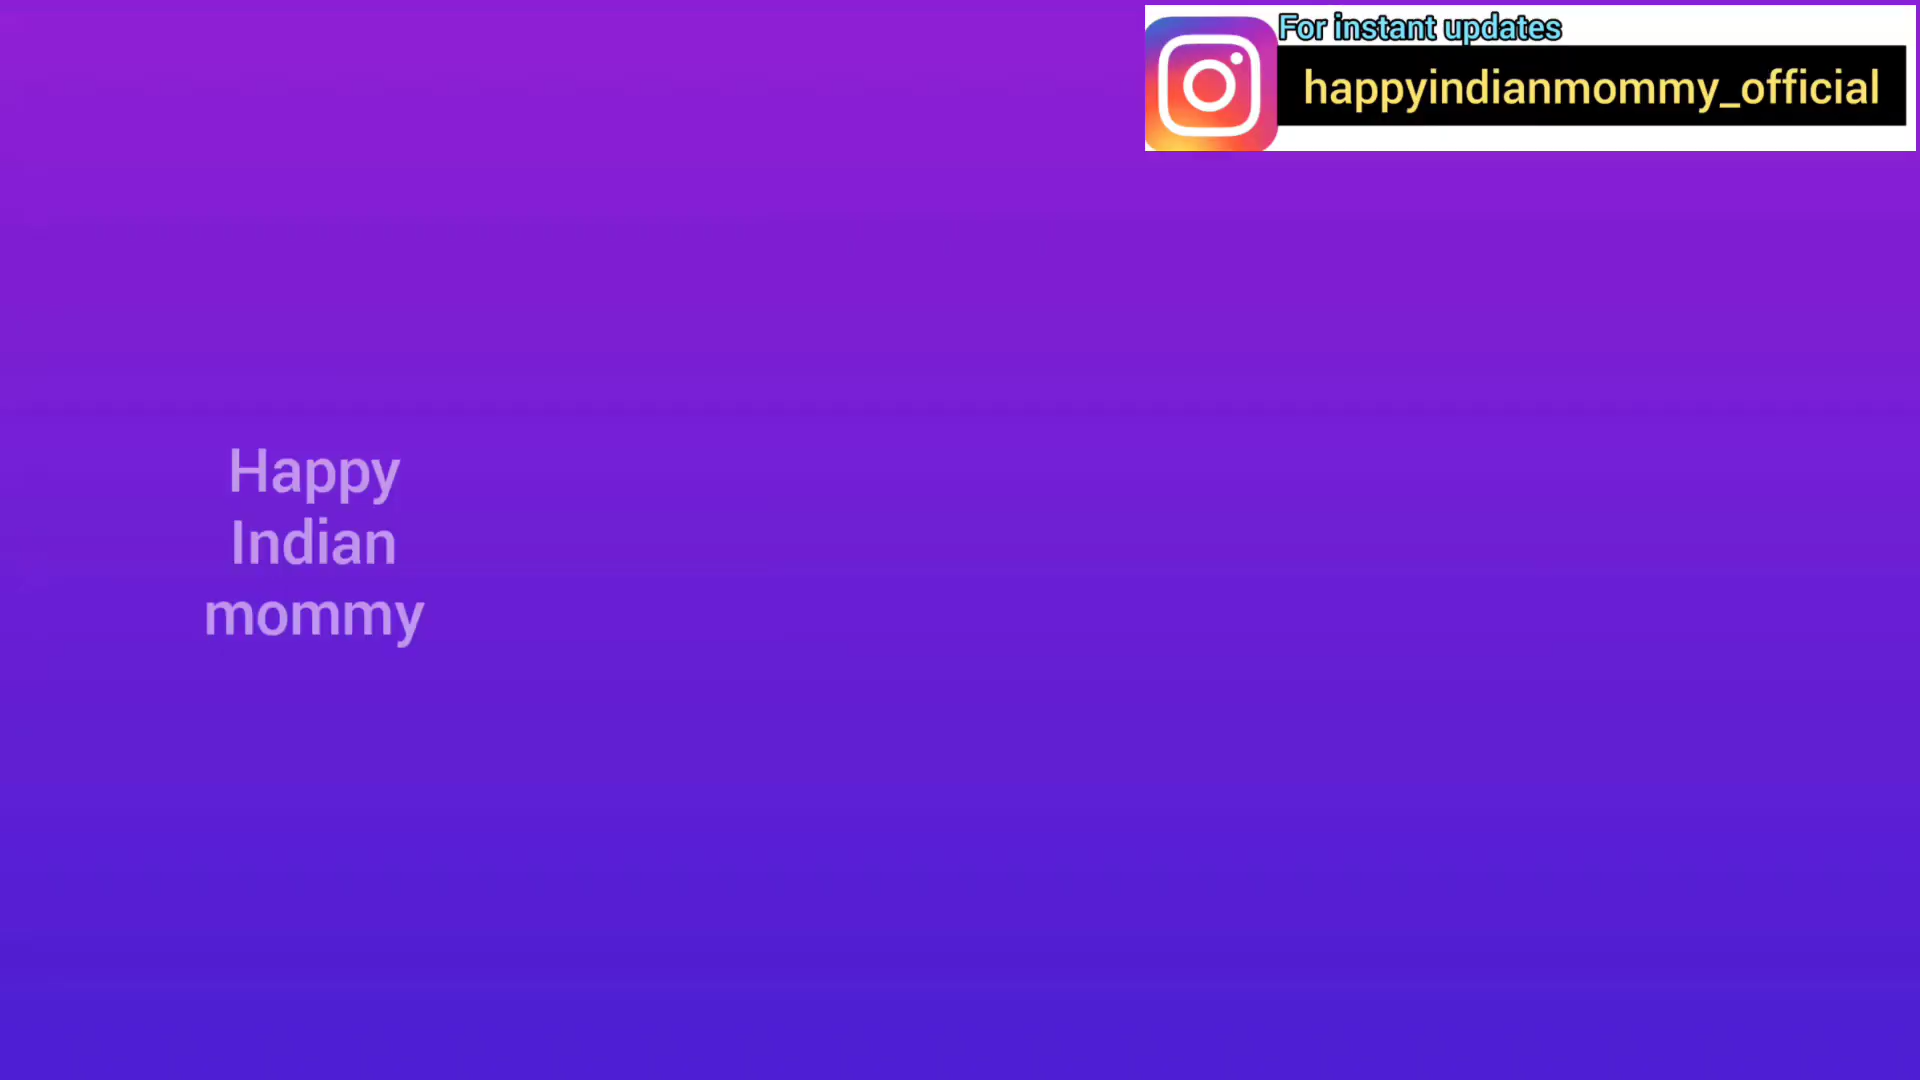 For instant updates
happyindianmommy_official
Happy
Indian
mommy